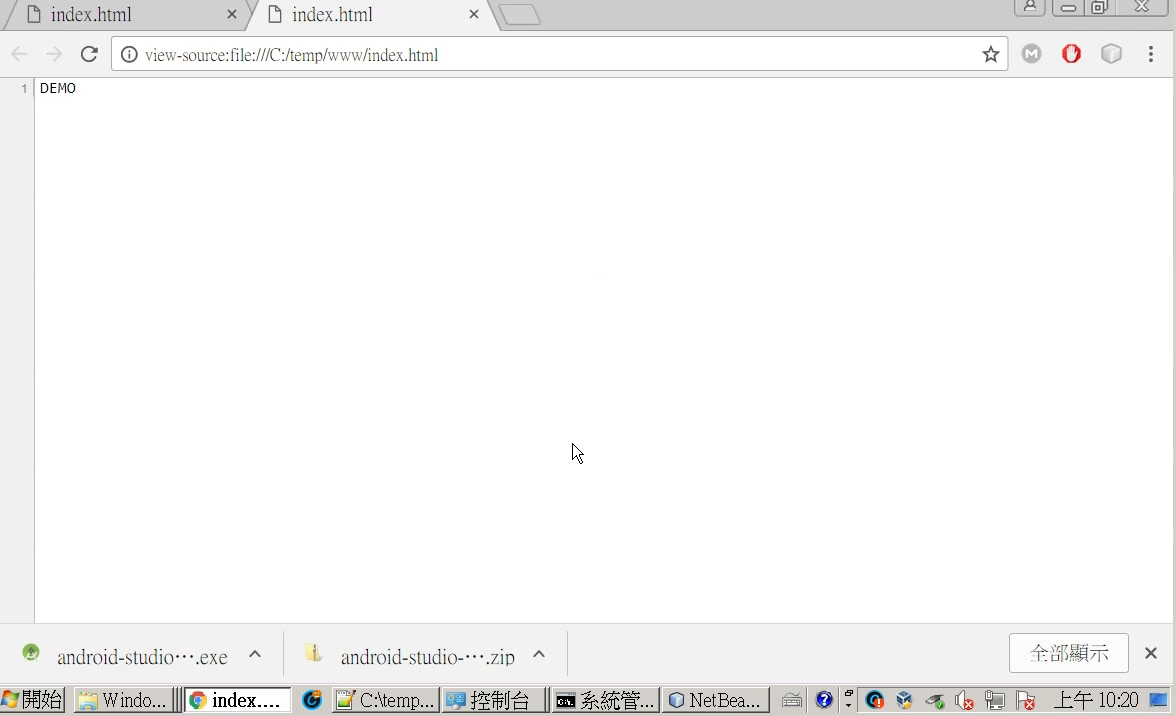 index.html
index.html
view-source:file:///C:/temp/www/index.html
1 DEMO
android-studio⋯.exe
android-studio-⋯.zip
全部顯示
開始
Windo...
index....
C:\temp...
控制台
系統管...
NetBea...
上午 10:20